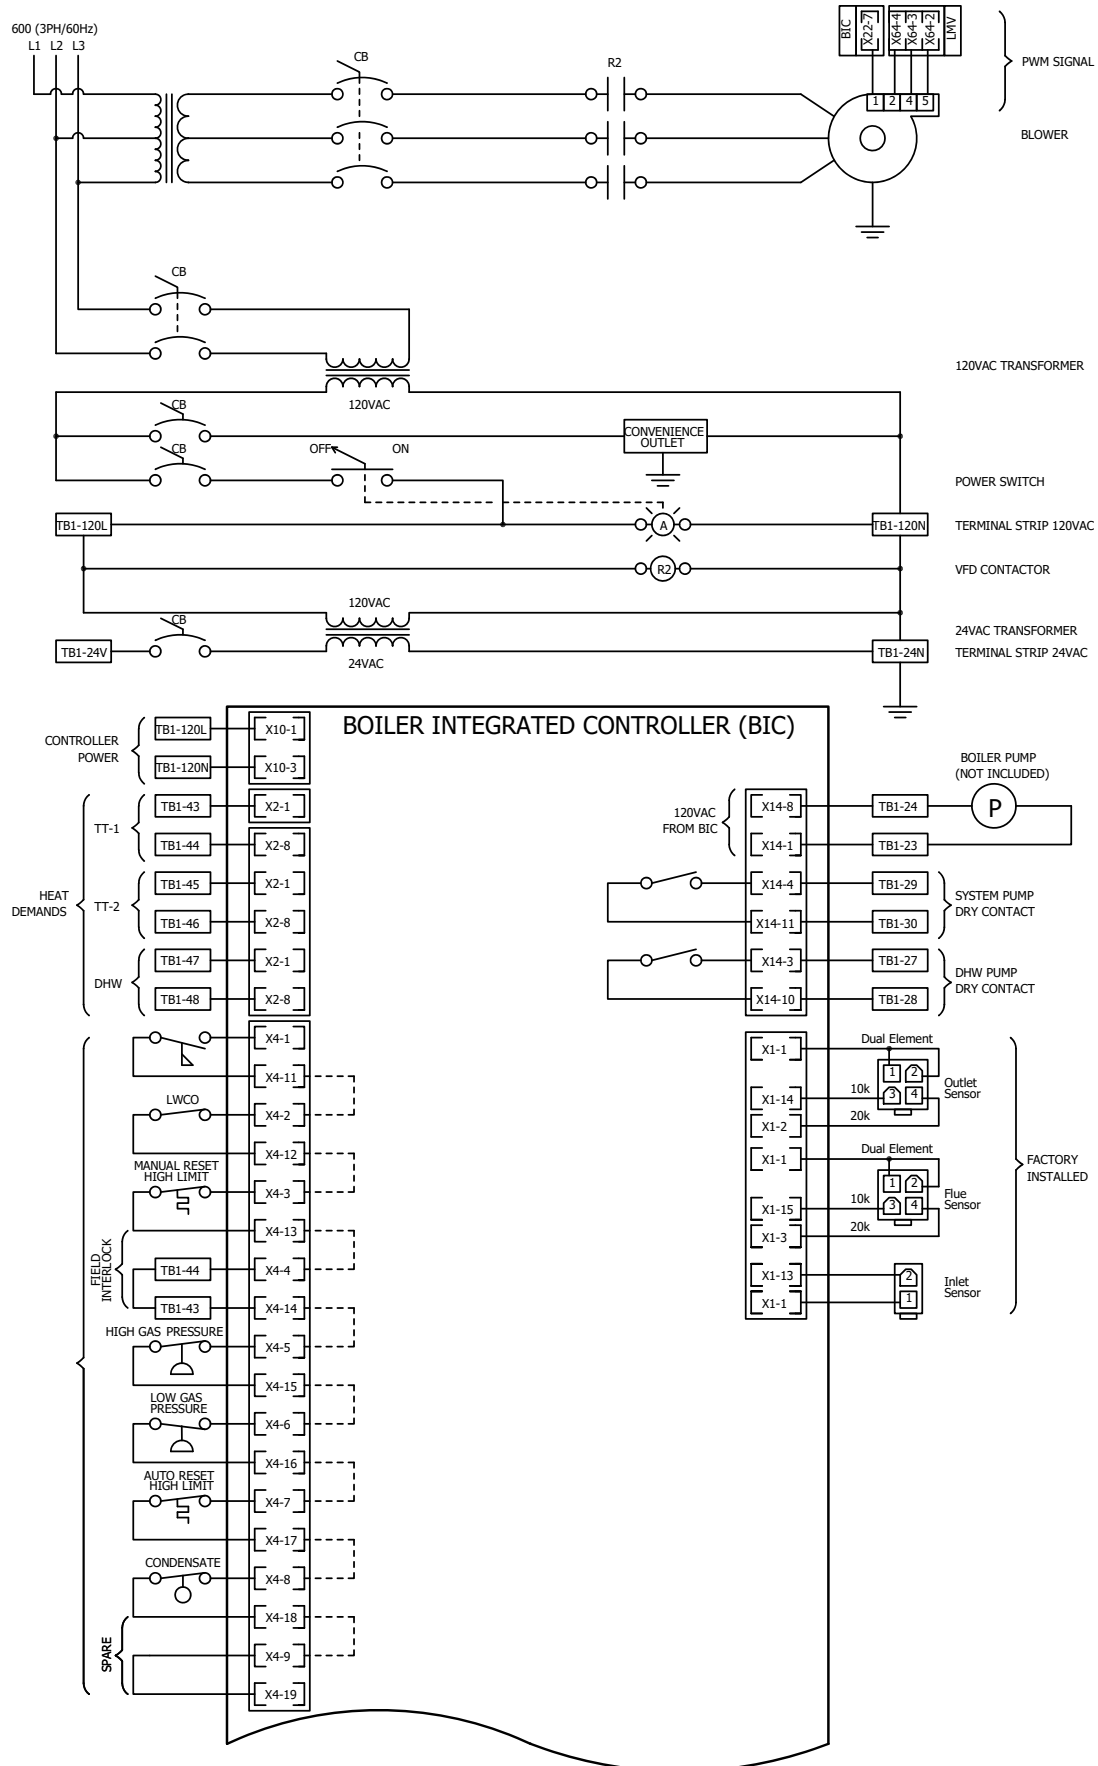 600 (3PH/60Hz)
L1 L2 L3
CB
R2
BIC
X22-7
X64-4
X64-3
X64-2
LMV
PWM SIGNAL
1 2 4 5
BLOWER
CB
120VAC TRANSFORMER
120VAC
CB
CONVENIENCE
OUTLET
CB
OFF ON
POWER SWITCH
TB1-120L
A
TB1-120N
TERMINAL STRIP 120VAC
R2
VFD CONTACTOR
120VAC
CB
24VAC TRANSFORMER
TB1-24V
24VAC
TB1-24N
TERMINAL STRIP 24VAC
BOILER INTEGRATED CONTROLLER (BIC)
CONTROLLER
POWER
TB1-120L X10-1
TB1-120N X10-3
HEAT
DEMANDS
TT-1
TB1-43 X2-1
TB1-44 X2-8
TT-2
TB1-45 X2-1
TB1-46 X2-8
DHW
TB1-47 X2-1
TB1-48 X2-8
X4-1
X4-11
LWCO
X4-2
X4-12
MANUAL RESET
HIGH LIMIT
X4-3
X4-13
FIELD
INTERLOCK
TB1-44 X4-4
TB1-43 X4-14
HIGH GAS PRESSURE
X4-5
X4-15
LOW GAS
PRESSURE
X4-6
X4-16
AUTO RESET
HIGH LIMIT
X4-7
X4-17
CONDENSATE
X4-8
X4-18
SPARE
X4-9
X4-19
BOILER PUMP
(NOT INCLUDED)
P
120VAC
FROM BIC
X14-8 TB1-24
X14-1 TB1-23
X14-4 TB1-29
X14-11 TB1-30
SYSTEM PUMP
DRY CONTACT
X14-3 TB1-27
X14-10 TB1-28
DHW PUMP
DRY CONTACT
X1-1
Dual Element
1 2
3 4
Outlet
Sensor
X1-14
10k
X1-2
20k
X1-1
Dual Element
1 2
3 4
Flue
Sensor
X1-15
10k
X1-3
20k
X1-13
2
X1-1
1
Inlet
Sensor
FACTORY
INSTALLED